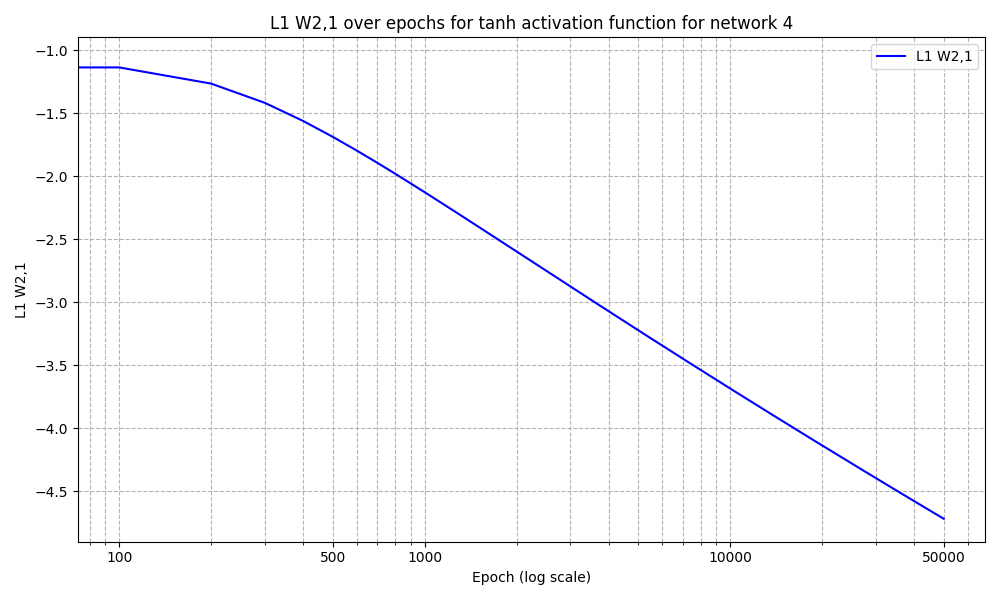 L1 W2,1 over epochs for tanh activation function for network 4
L1 W2,1
−1.0
−1.5
−2.0
−2.5
−3.0
−3.5
−4.0
−4.5
L1 W2,1
100 500 1000 10000 50000
Epoch (log scale)